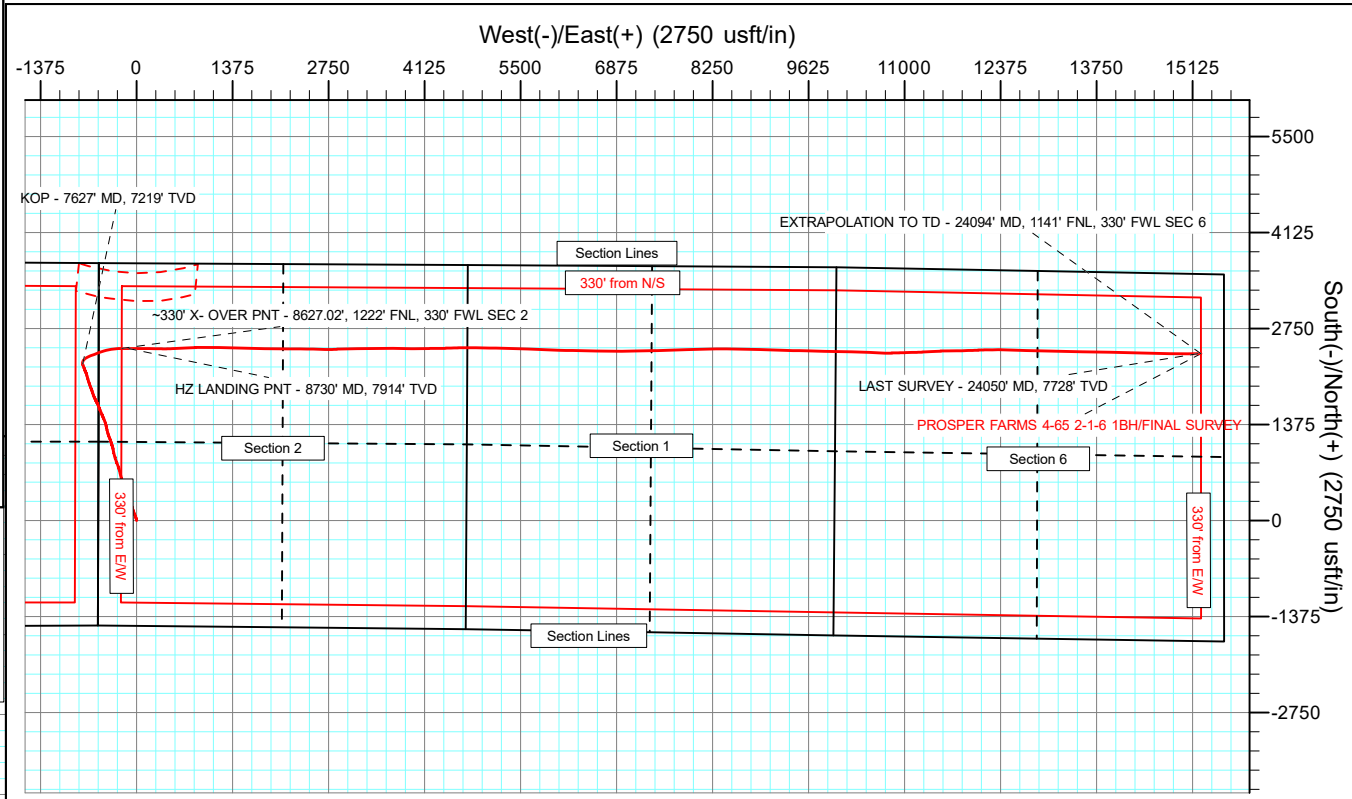 West(-)/East(+) (2750 usft/in)
-1375 0 1375 2750 4125 5500 6875 8250 9625 11000 12375 13750 15125
5500
KOP - 7627' MD, 7219' TVD
EXTRAPOLATION TO TD - 24094' MD, 1141' FNL, 330' FWL SEC 6
4125
Section Lines
330' from N/S
2750
~330' X- OVER PNT - 8627.02', 1222' FNL, 330' FWL SEC 2
HZ LANDING PNT - 8730' MD, 7914' TVD
LAST SURVEY - 24050' MD, 7728' TVD
1375
PROSPER FARMS 4-65 2-1-6 1BH/FINAL SURVEY
Section 2
Section 1
Section 6
330' from E/W
330' from E/W
0
South(-)/North(+) (2750 usft/in)
-1375
Section Lines
-2750